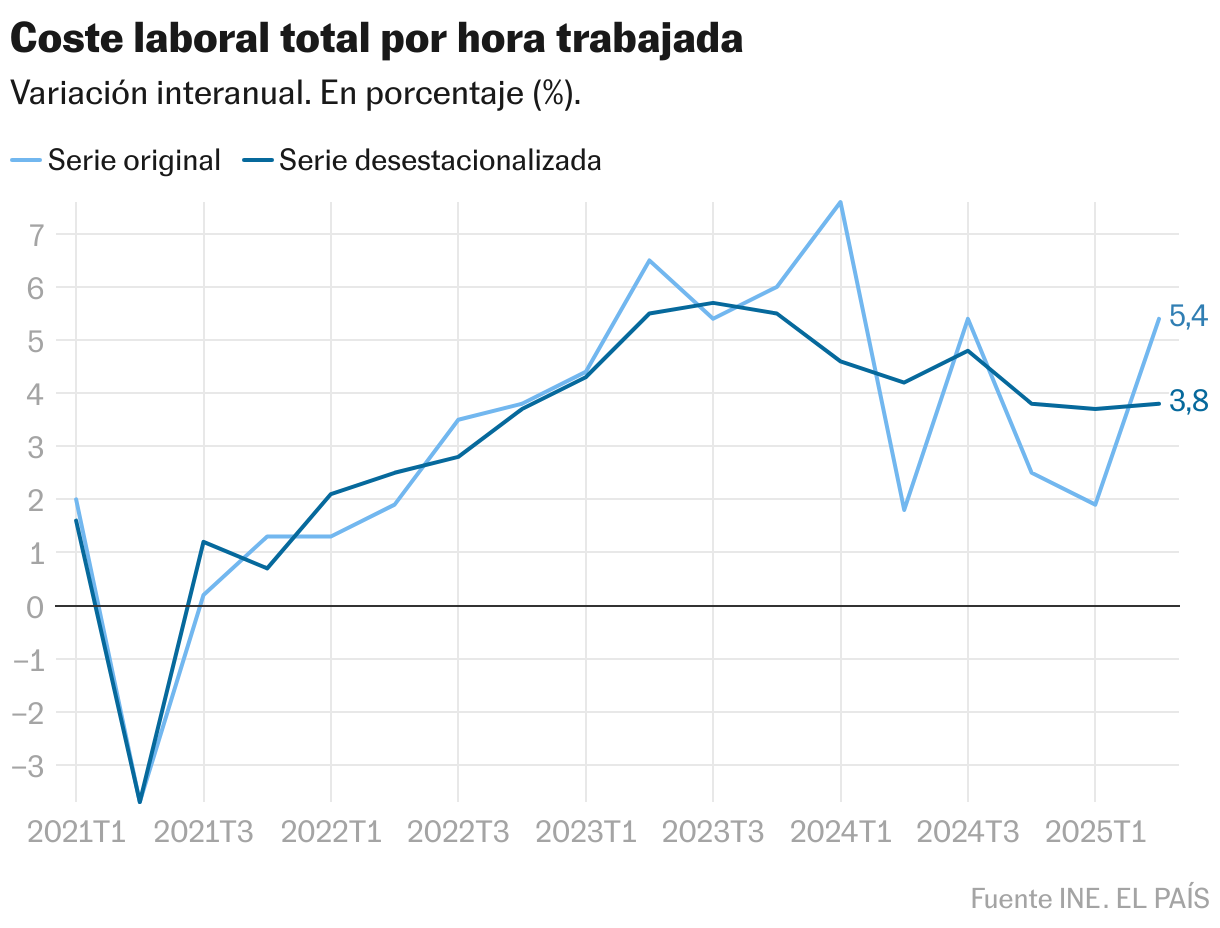 Coste laboral total por hora trabajada
Variación interanual. En porcentaje (%).
Serie original Serie desestacionalizada
7
6
5,4
5
4
3,8
3
2
1
0
−1
−2
−3
2021T1 2021T3 2022T1 2022T3 2023T1 2023T3 2024T1 2024T3 2025T1
Fuente INE. EL PAÍS